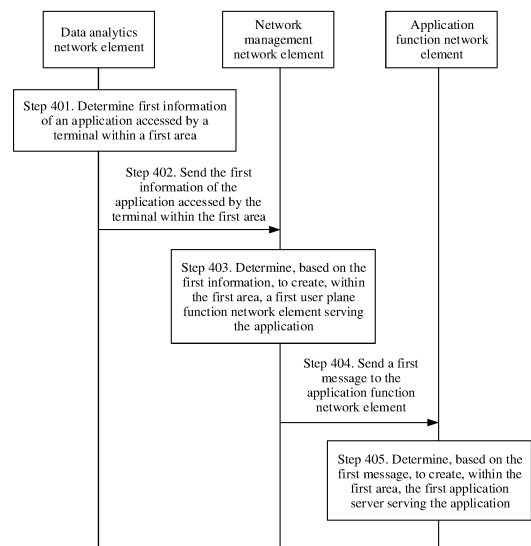 Data analytics
network element
Network
management
network element
Application
function network
element
Step 401. Determine first information
of an application accessed by a
terminal within a first area
Step 402. Send the first
information of the
application accessed by the
terminal within the first area
Step 403. Determine, based on the
first information, to create, within
the first area, a first user plane
function network element serving
the application
Step 404. Send a first
message to the
application function
network element
Step 405. Determine, based on the
first message, to create, within the
first area, the first application
server serving the application